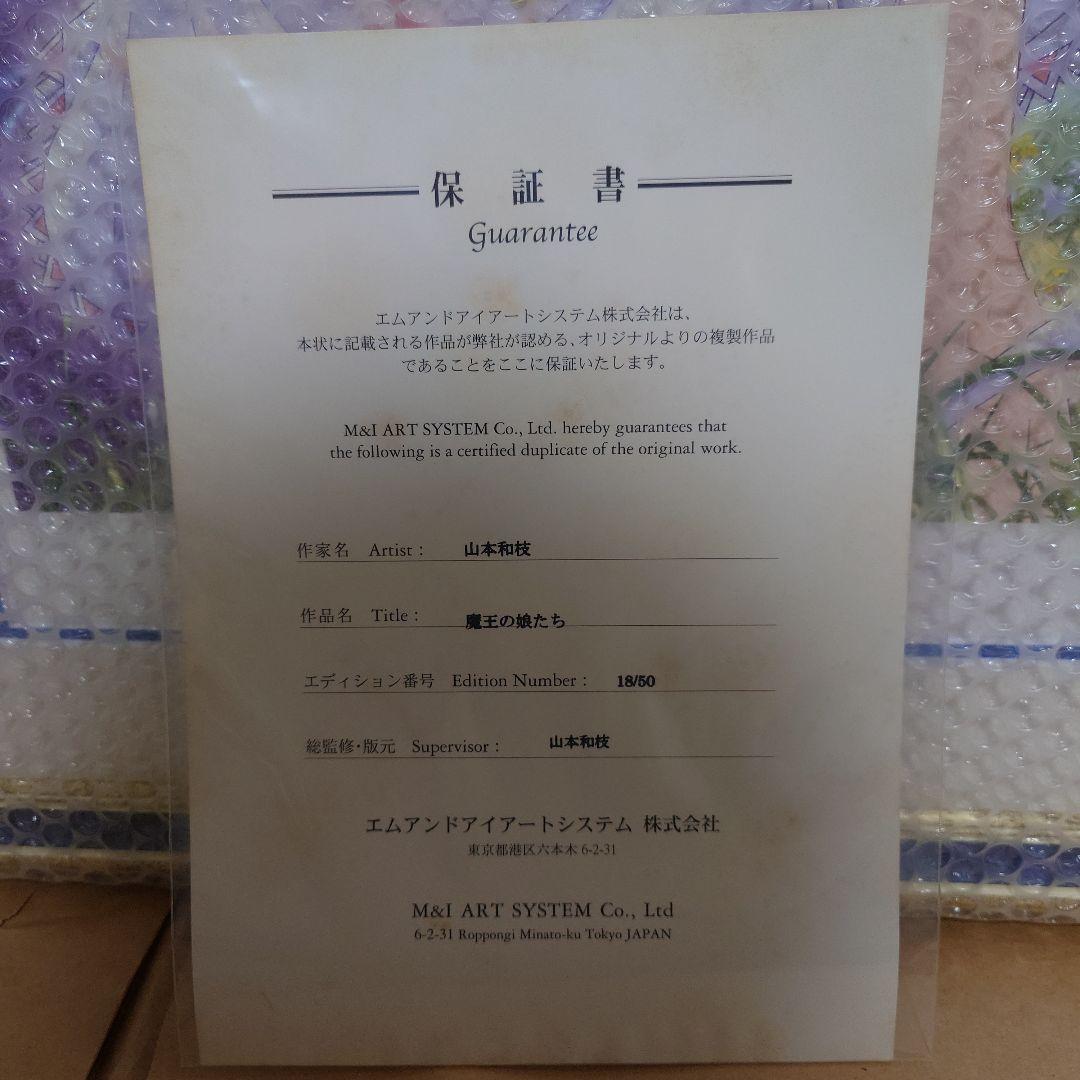 保証書
Guarantee
エムアンドアイアートシステム株式会社は、
本状に記載される作品が弊社が認める、オリジナルよりの複製作品
であることをここに保証いたします。
M&I ART SYSTEM Co., Ltd. hereby guarantees that
the following is a certified duplicate of the original work.
作家名 Artist : 山本和枝
作品名 Title : 魔王の娘たち
エディション番号 Edition Number : 18/50
総監修・版元 Supervisor : 山本和枝
エムアンドアイアートシステム 株式会社
東京都港区六本木 6-2-31
M&I ART SYSTEM Co., Ltd
6-2-31 Roppongi Minato-ku Tokyo JAPAN